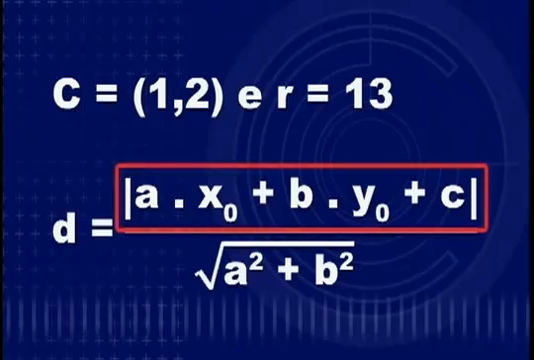 C = (1,2) e r = 13
d = |a . x₀ + b . y₀ + c|
√a² + b²